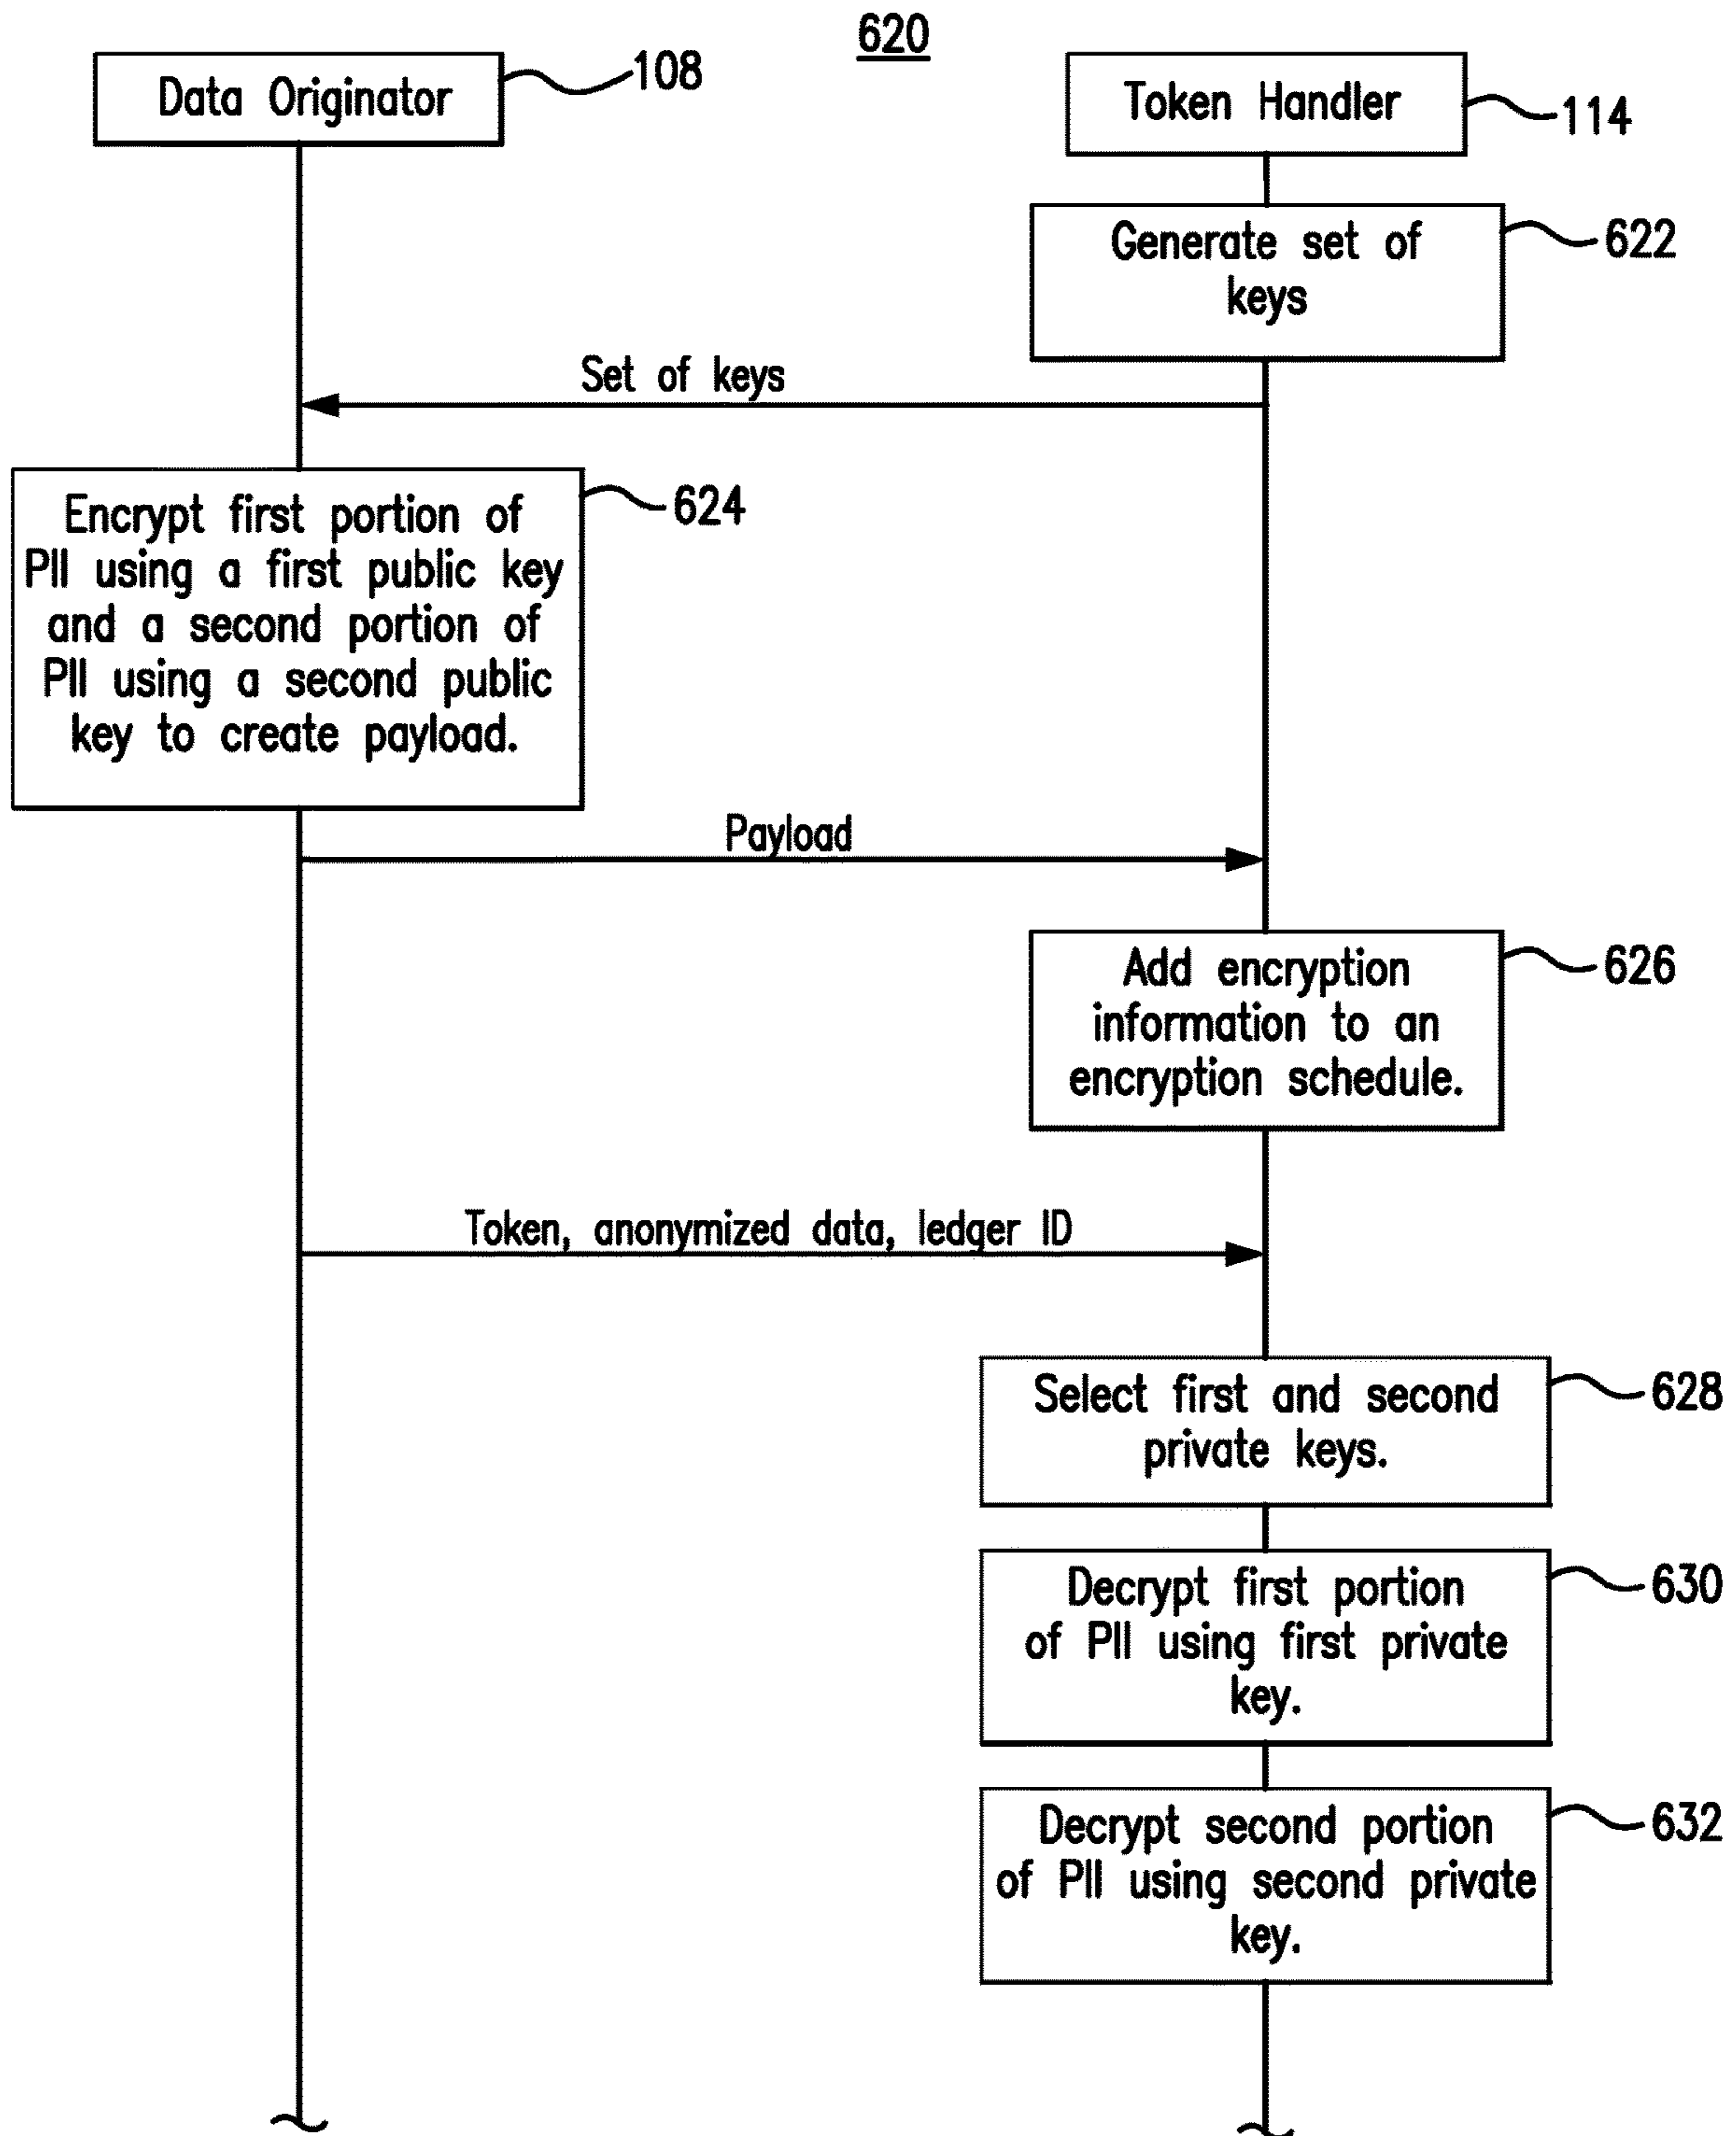 620
Data Originator
108
Token Handler
114
Generate set of
keys
622
Set of keys
Encrypt first portion of
PII using a first public key
and a second portion of
PII using a second public
key to create payload.
624
Payload
Add encryption
information to an
encryption schedule.
626
Token, anonymized data, ledger ID
Select first and second
private keys.
628
Decrypt first portion
of PII using first private
key.
630
Decrypt second portion
of PII using second private
key.
632